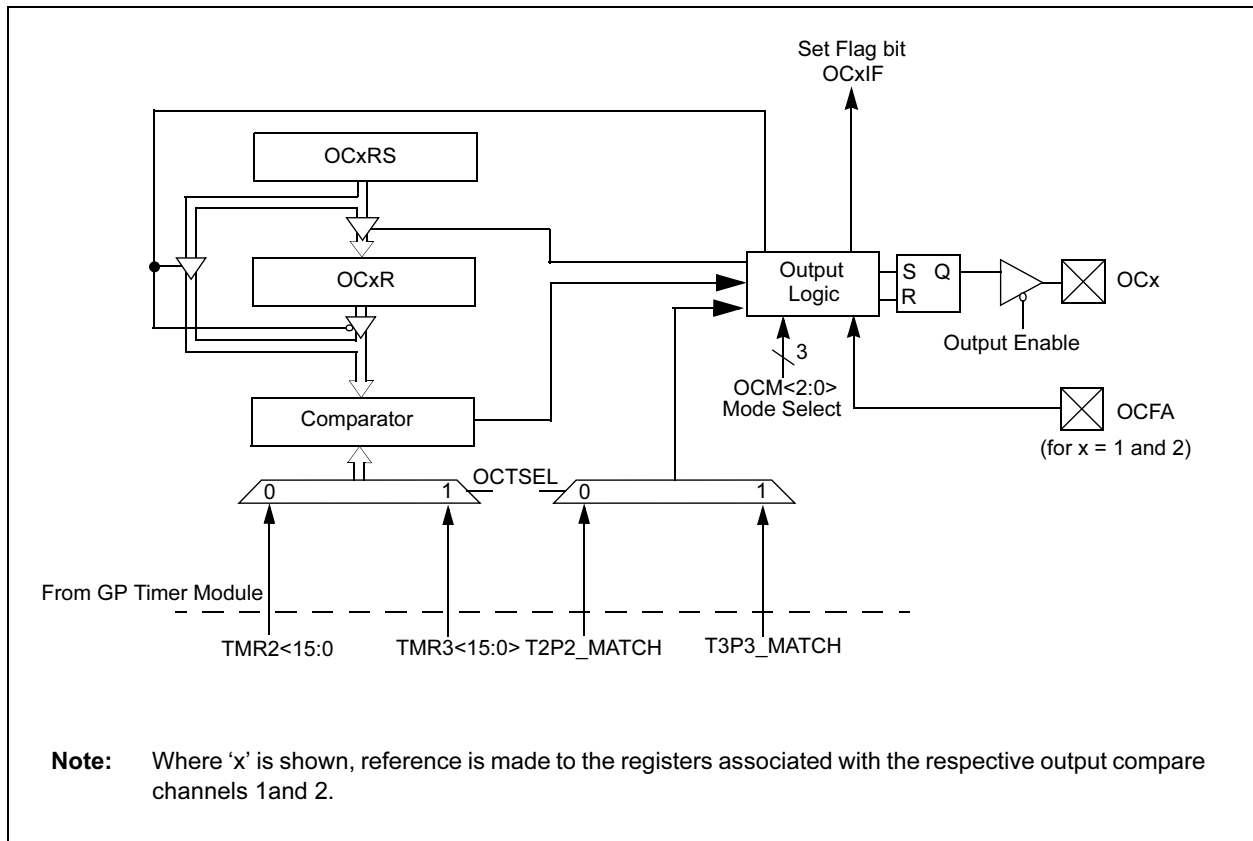 Set Flag bit
OCxIF
OCxRS
OCxR
Output
Logic
S Q
R
OCx
Output Enable
3
OCM<2:0>
Mode Select
OCFA
(for x = 1 and 2)
Comparator
OCTSEL
0 1
0 1
From GP Timer Module
TMR2<15:0
TMR3<15:0>
T2P2_MATCH
T3P3_MATCH
Note: Where ‘x’ is shown, reference is made to the registers associated with the respective output compare
channels 1and 2.